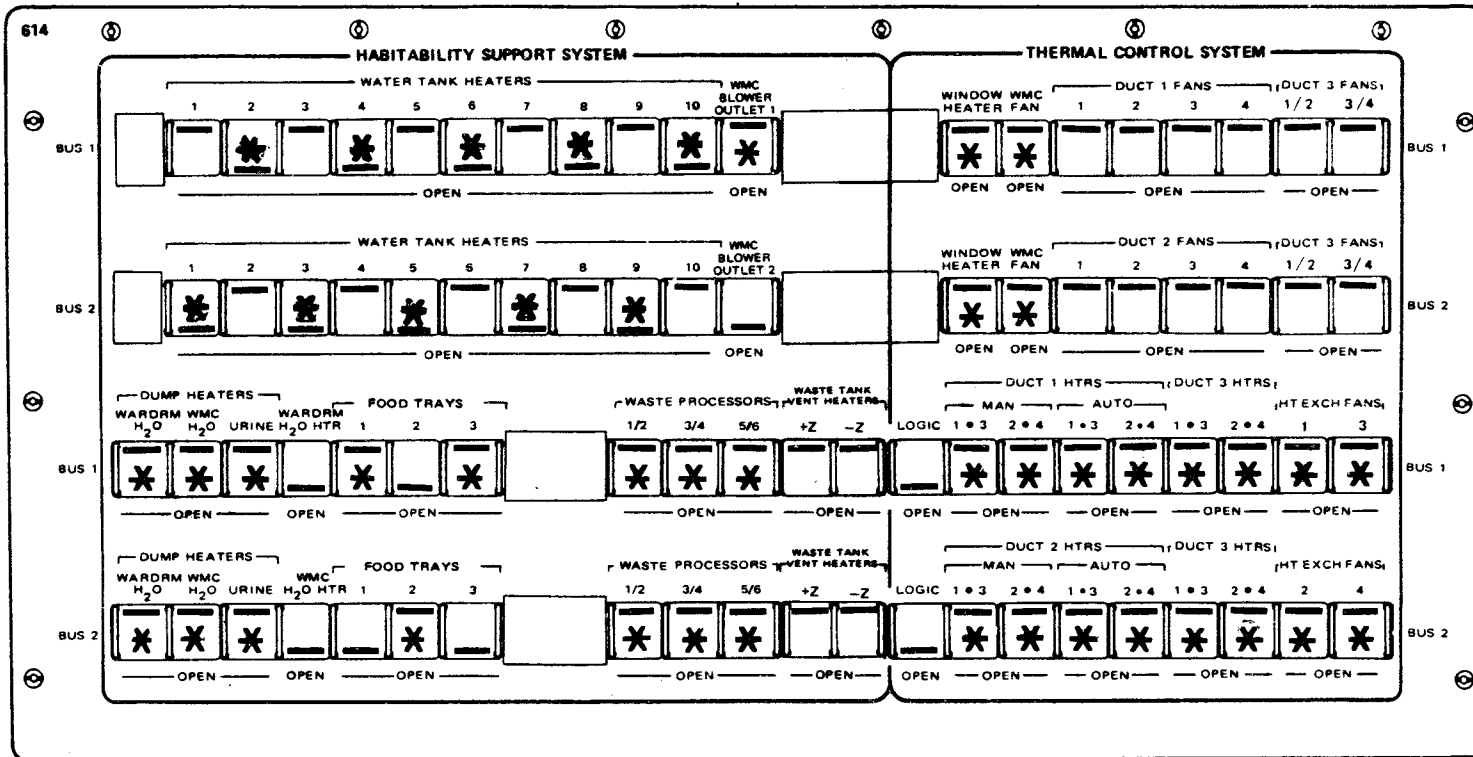 614
HABITABILITY SUPPORT SYSTEM
THERMAL CONTROL SYSTEM
WATER TANK HEATERS
1 2 3 4 5 6 7 8 9 10
WMC
BLOWER
OUTLET 1
WINDOW
HEATER
WMC
FAN
DUCT 1 FANS
1 2 3 4
DUCT 3 FANS
1/2 3/4
BUS 1
BUS 1
OPEN OPEN
OPEN OPEN OPEN OPEN
WATER TANK HEATERS
1 2 3 4 5 6 7 8 9 10
WMC
BLOWER
OUTLET 2
WINDOW
HEATER
WMC
FAN
DUCT 2 FANS
1 2 3 4
DUCT 3 FANS
1/2 3/4
BUS 2
BUS 2
OPEN OPEN
OPEN OPEN OPEN OPEN
DUMP HEATERS
WARDRM
H2O
WMC
H2O
URINE
WARDRM
H2O HTR
FOOD TRAYS
1 2 3
WASTE PROCESSORS
1/2 3/4 5/6
WASTE TANK
VENT HEATERS
+Z –Z
LOGIC
DUCT 1 HTRS
MAN
1 • 3 2 • 4
AUTO
1 • 3 2 • 4
DUCT 3 HTRS
1 • 3 2 • 4
HT EXCH FANS
1 3
BUS 1
BUS 1
OPEN OPEN OPEN OPEN OPEN
OPEN OPEN OPEN OPEN OPEN
DUMP HEATERS
WARDRM
H2O
WMC
H2O
URINE
WMC
H2O HTR
FOOD TRAYS
1 2 3
WASTE PROCESSORS
1/2 3/4 5/6
WASTE TANK
VENT HEATERS
+Z –Z
LOGIC
DUCT 2 HTRS
MAN
1 • 3 2 • 4
AUTO
1 • 3 2 • 4
DUCT 3 HTRS
1 • 3 2 • 4
HT EXCH FANS
2 4
BUS 2
BUS 2
OPEN OPEN OPEN OPEN OPEN
OPEN OPEN OPEN OPEN OPEN